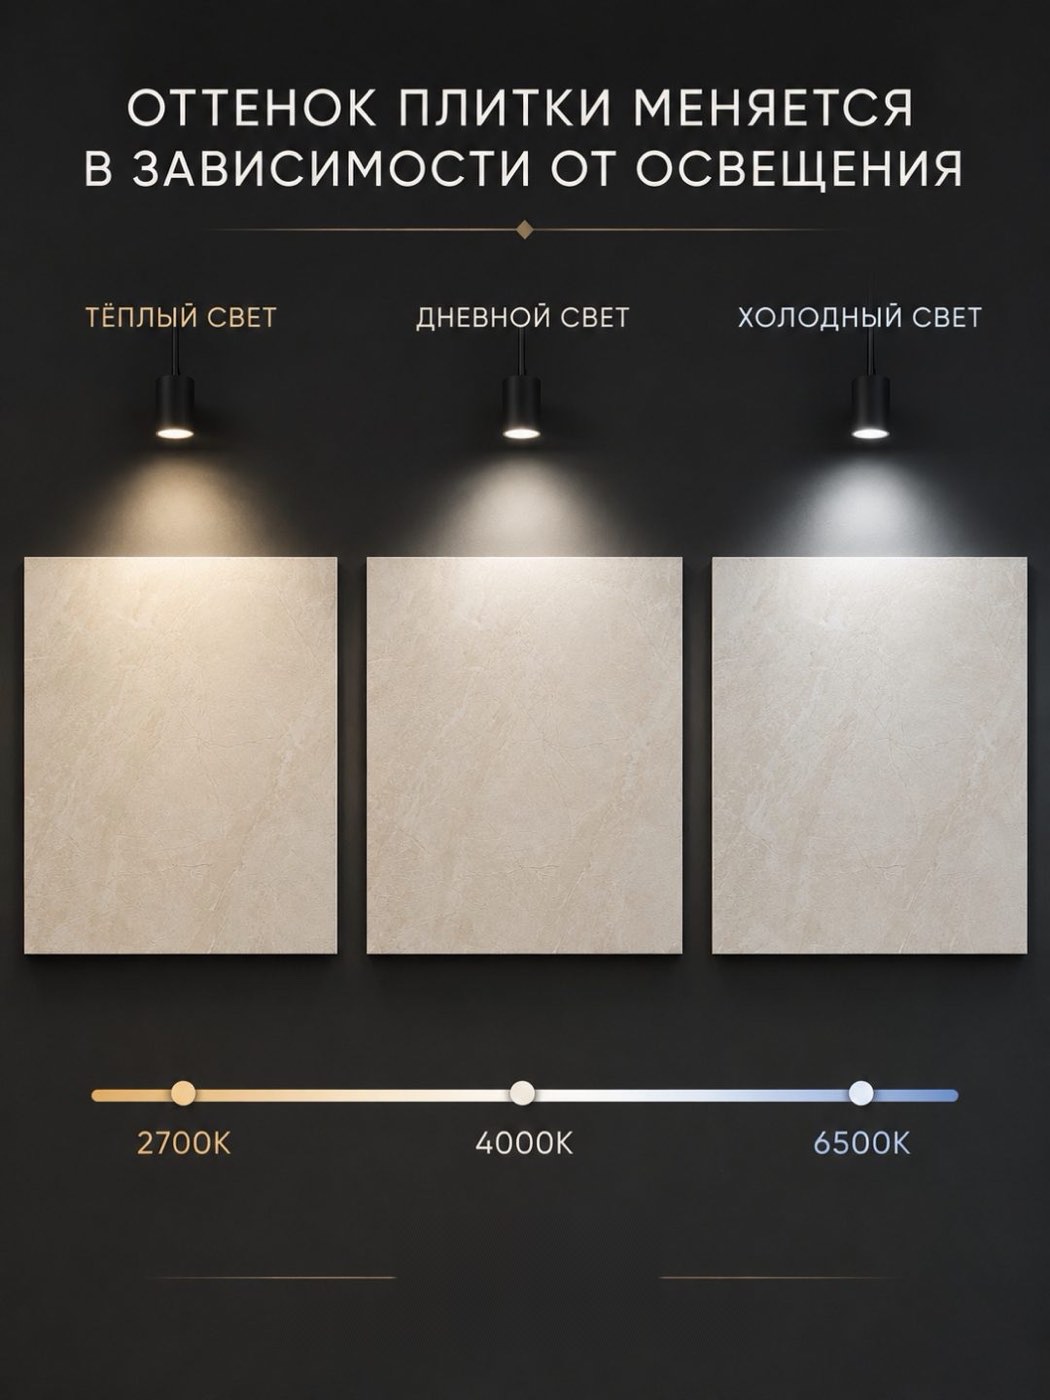 ОТТЕНОК ПЛИТКИ МЕНЯЕТСЯ
В ЗАВИСИМОСТИ ОТ ОСВЕЩЕНИЯ
ТЁПЛЫЙ СВЕТ
ДНЕВНОЙ СВЕТ
ХОЛОДНЫЙ СВЕТ
2700K
4000K
6500K